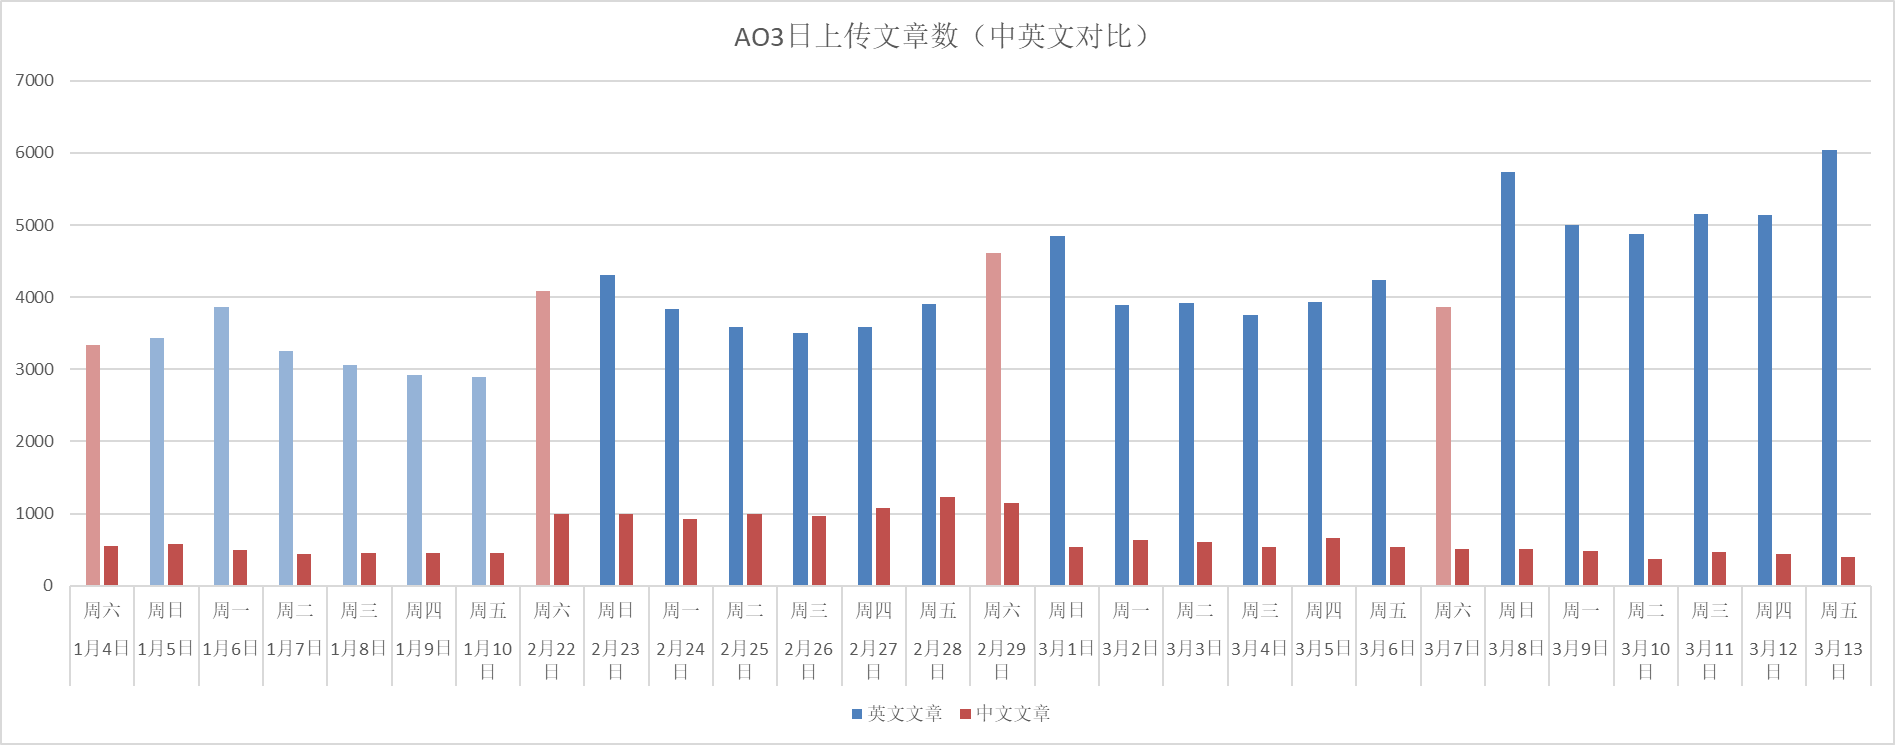 AO3日上传文章数（中英文对比）
7000
6000
5000
4000
3000
2000
1000
0
周六 周日 周一 周二 周三 周四 周五 周六 周日 周一 周二 周三 周四 周五 周六 周日 周一 周二 周三 周四 周五 周六 周日 周一 周二 周三 周四 周五
1月4日 1月5日 1月6日 1月7日 1月8日 1月9日 1月10日 2月22日 2月23日 2月24日 2月25日 2月26日 2月27日 2月28日 2月29日 3月1日 3月2日 3月3日 3月4日 3月5日 3月6日 3月7日 3月8日 3月9日 3月10日 3月11日 3月12日 3月13日
英文文章 中文文章